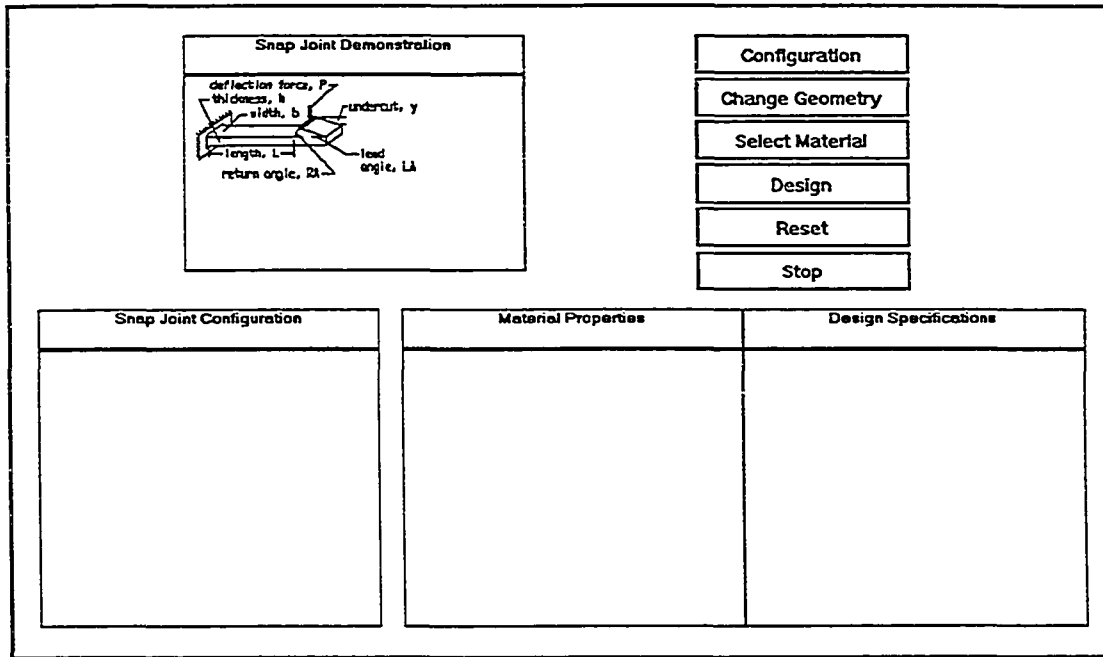 Snap Joint Demonstration
deflection force, P
thickness, h
width, b
undercut, y
length, L
lead
angle, LA
return angle, RA
Configuration
Change Geometry
Select Material
Design
Reset
Stop
Snap Joint Configuration
Material Properties
Design Specifications